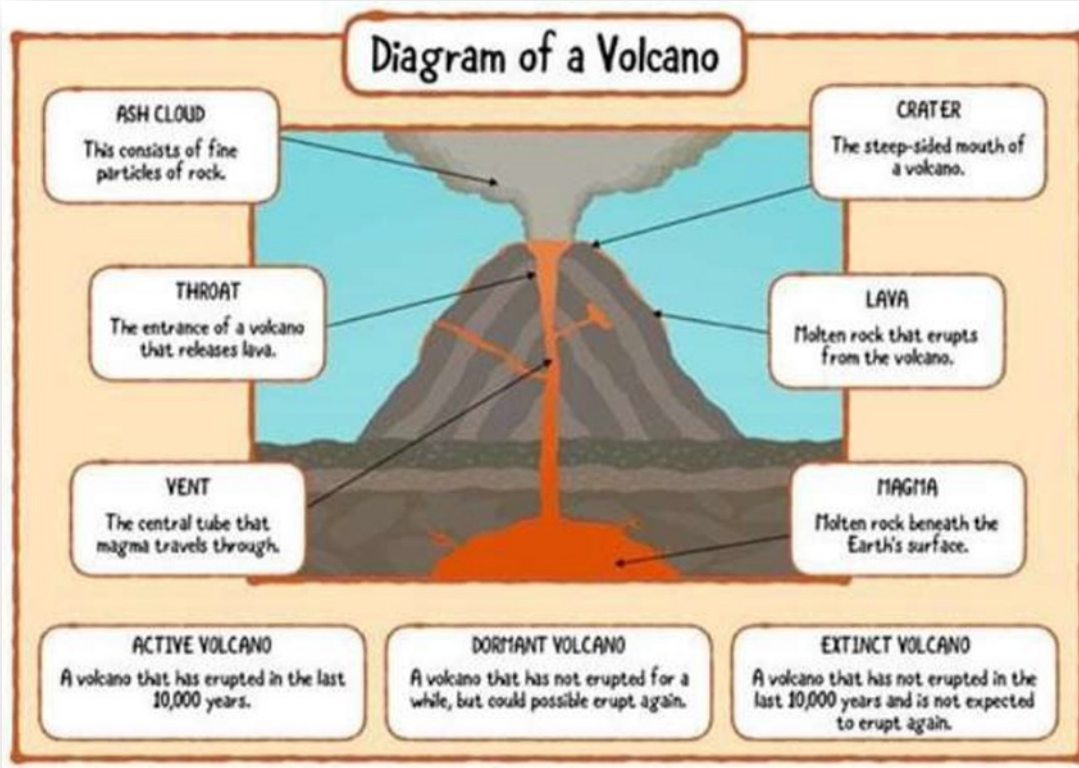 Diagram of a Volcano
ASH CLOUD
This consists of fine
particles of rock.
CRATER
The steep-sided mouth of
a volcano.
THROAT
The entrance of a volcano
that releases lava.
LAVA
Molten rock that erupts
from the volcano.
VENT
The central tube that
magma travels through.
MAGMA
Molten rock beneath the
Earth's surface.
ACTIVE VOLCANO
A volcano that has erupted in the last
10,000 years.
DORMANT VOLCANO
A volcano that has not erupted for a
while, but could possible erupt again.
EXTINCT VOLCANO
A volcano that has not erupted in the
last 10,000 years and is not expected
to erupt again.